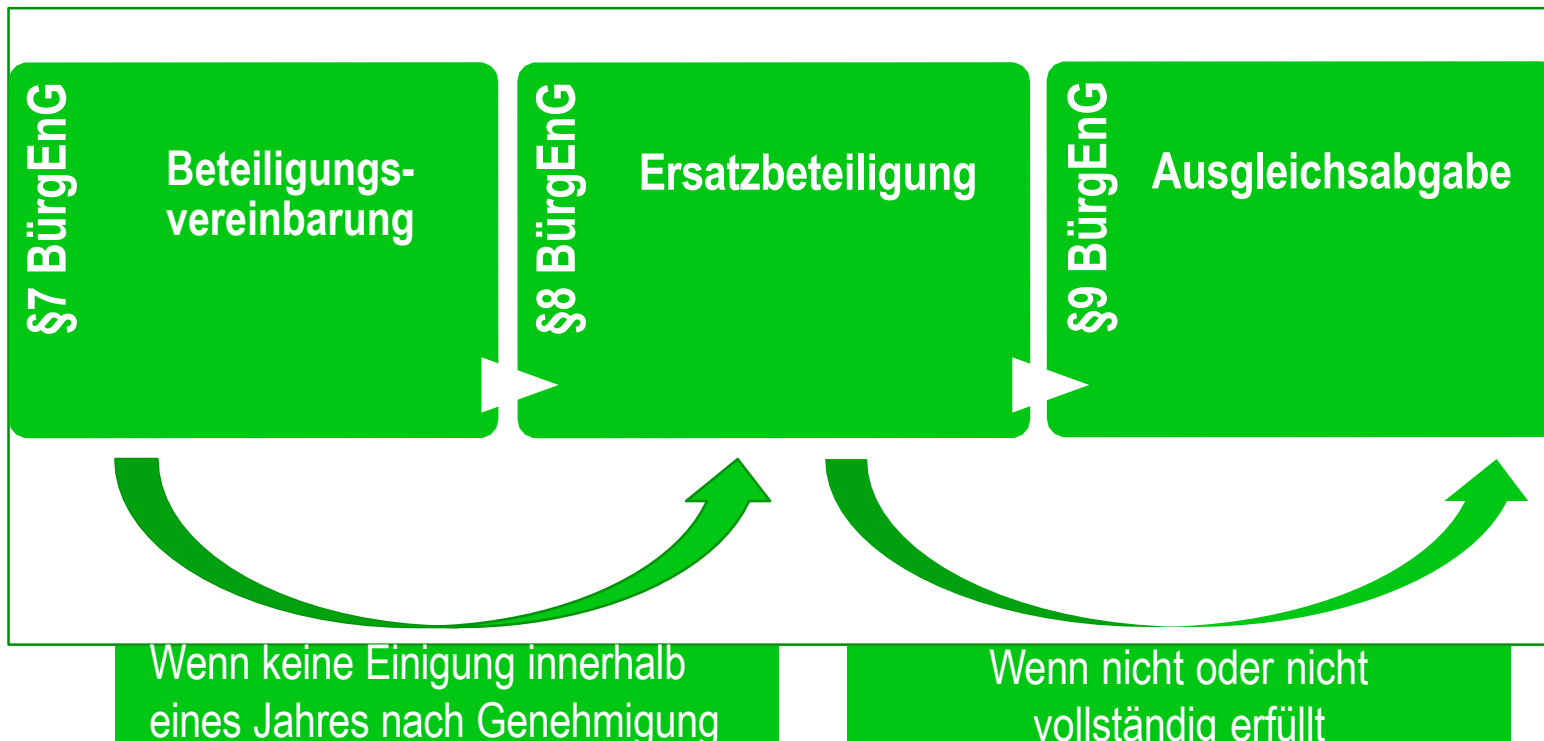 §7 BürgEnG
Beteiligungs-
vereinbarung
§8 BürgEnG
Ersatzbeteiligung
§9 BürgEnG
Ausgleichsabgabe
Wenn keine Einigung innerhalb
eines Jahres nach Genehmigung
Wenn nicht oder nicht
vollständig erfüllt